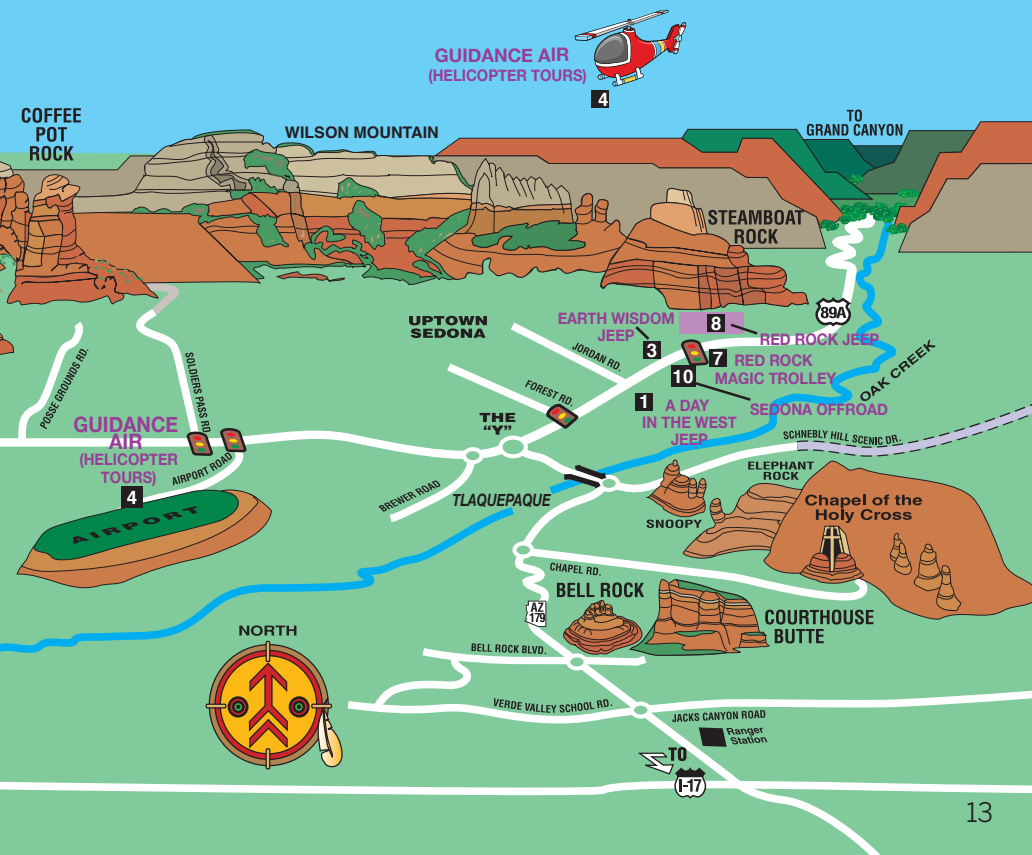 GUIDANCE AIR
(HELICOPTER TOURS)
4
COFFEE
POT
ROCK
WILSON MOUNTAIN
TO
GRAND CANYON
STEAMBOAT
ROCK
89A
UPTOWN
SEDONA
EARTH WISDOM
JEEP
3
8
RED ROCK JEEP
7
RED ROCK
MAGIC TROLLEY
10
SEDONA OFFROAD
1
A DAY
IN THE WEST
JEEP
JORDAN RD.
FOREST RD.
OAK CREEK
POSSE GROUNDS RD.
SOLDIERS PASS RD
GUIDANCE
AIR
(HELICOPTER
TOURS)
4
AIRPORT ROAD
AIRPORT
THE
“Y”
BREWER ROAD
TLAQUEPAQUE
SCHNEBLY HILL SCENIC DR.
ELEPHANT
ROCK
SNOOPY
Chapel of the
Holy Cross
CHAPEL RD.
BELL ROCK
AZ
179
COURTHOUSE
BUTTE
NORTH
BELL ROCK BLVD.
VERDE VALLEY SCHOOL RD.
JACKS CANYON ROAD
Ranger
Station
TO
I-17
13